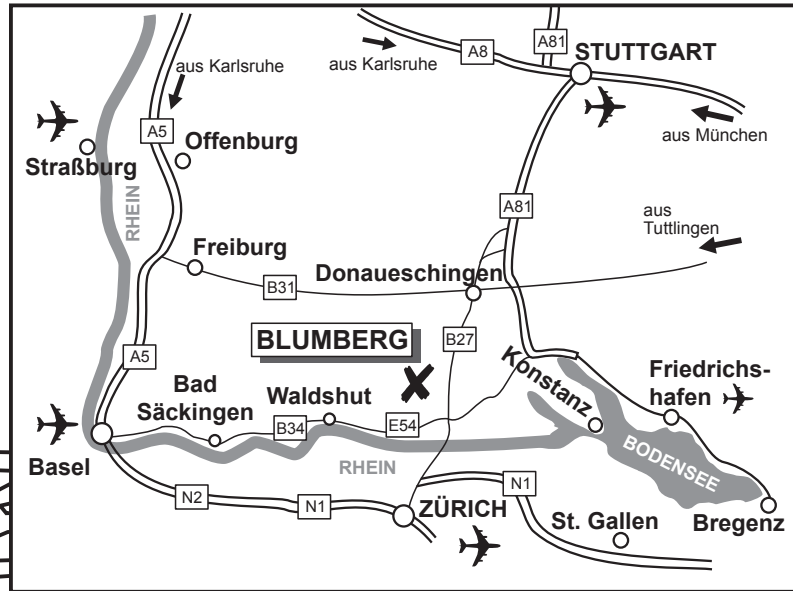 A81
aus Karlsruhe
A8
STUTTGART
aus Karlsruhe
A5
aus München
Offenburg
Straßburg
RHEIN
A81
aus
Tuttlingen
Freiburg
B31
Donaueschingen
BLUMBERG
B27
A5
Bad
Säckingen
Waldshut
Konstanz
Friedrichs-
hafen
B34
E54
BODENSEE
Basel
RHEIN
N2
N1
ZÜRICH
N1
St. Gallen
Bregenz